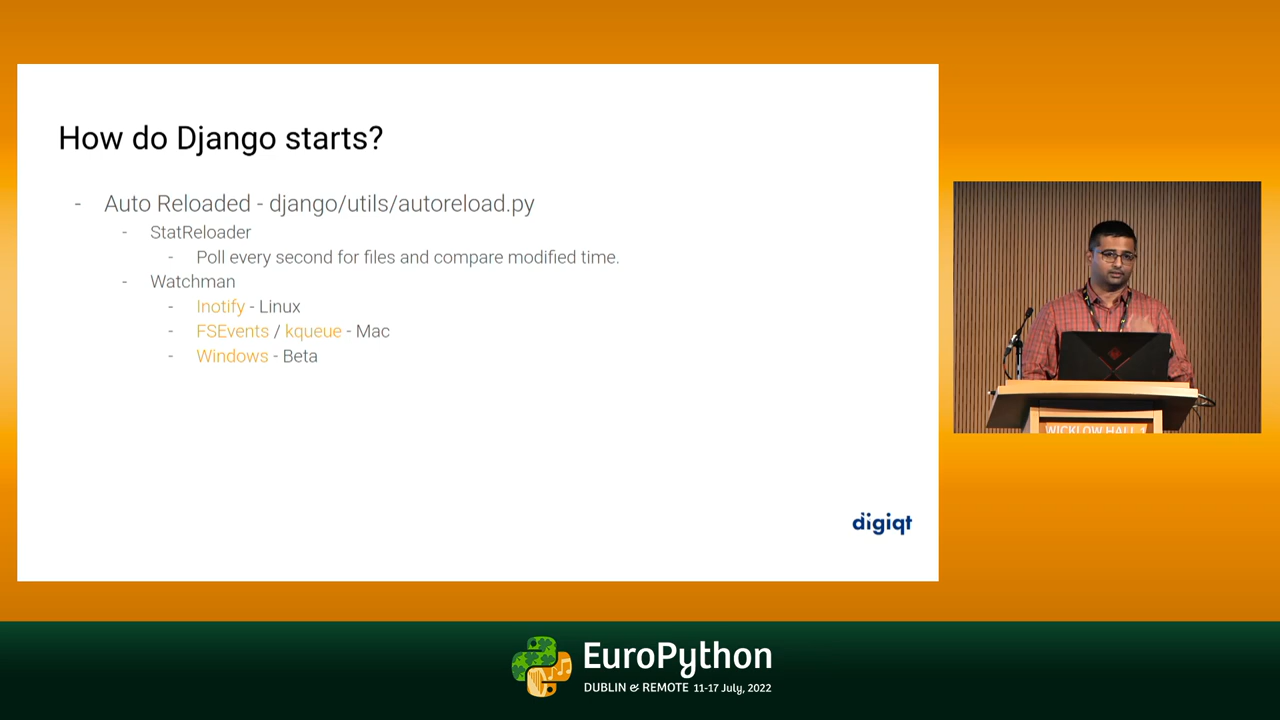 How do Django starts?
- Auto Reloaded - django/utils/autoreload.py
- StatReloader
- Poll every second for files and compare modified time.
- Watchman
- Inotify - Linux
- FSEvents / kqueue - Mac
- Windows - Beta
digiqt
WICKLOW HALL 1
EuroPython
DUBLIN & REMOTE 11-17 July, 2022